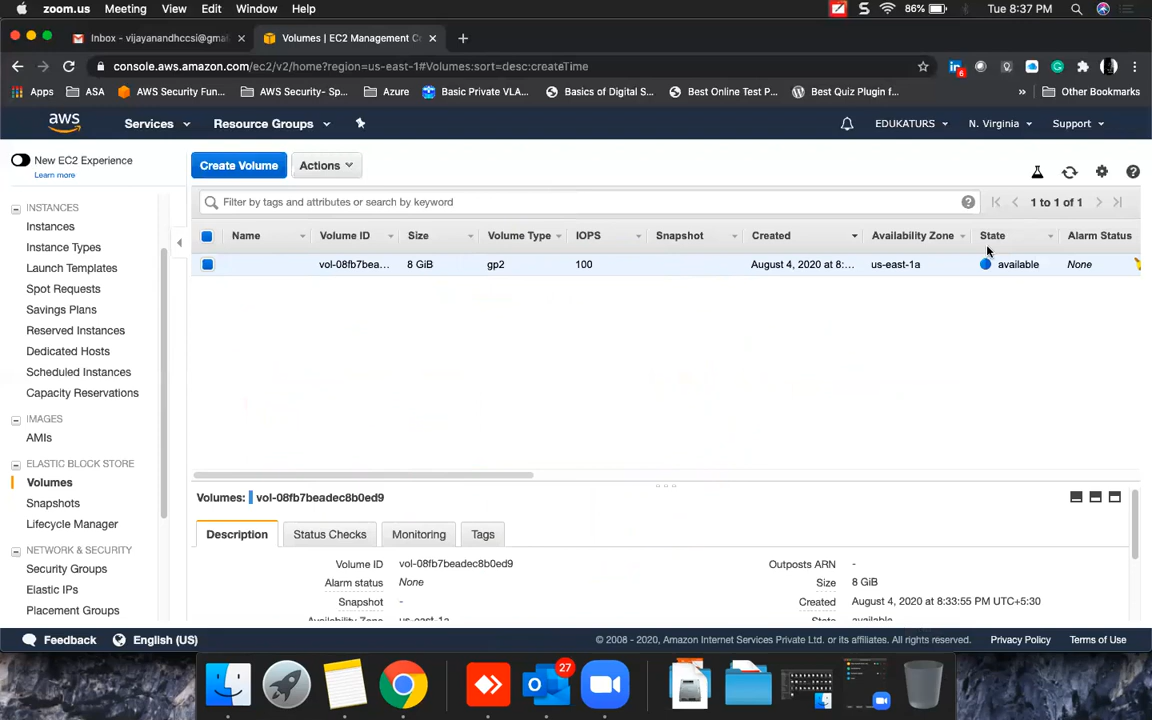 zoom.us Meeting View Edit Window Help 86% Tue 8:37 PM
Inbox - vijayanandhccsi@gma
Volumes | EC2 Management C
console.aws.amazon.com/ec2/v2/home?region=us-east-1#Volumes:sort=desc:createTime
6
Apps ASA AWS Security Fun... AWS Security- Sp... Azure Basic Private VLA... Basics of Digital S... Best Online Test P... Best Quiz Plugin f... » Other Bookmarks
aws Services Resource Groups EDUKATURS N. Virginia Support
New EC2 Experience
Learn more
INSTANCES
Instances
Instance Types
Launch Templates
Spot Requests
Savings Plans
Reserved Instances
Dedicated Hosts
Scheduled Instances
Capacity Reservations
IMAGES
AMIs
ELASTIC BLOCK STORE
Volumes
Snapshots
Lifecycle Manager
NETWORK & SECURITY
Security Groups
Elastic IPs
Placement Groups
Create Volume Actions
Filter by tags and attributes or search by keyword
1 to 1 of 1
Name Volume ID Size Volume Type IOPS Snapshot Created Availability Zone State Alarm Status
vol-08fb7bea... 8 GiB gp2 100 August 4, 2020 at 8:... us-east-1a available None
Volumes: vol-08fb7beadec8b0ed9
Description Status Checks Monitoring Tags
Volume ID vol-08fb7beadec8b0ed9
Alarm status None
Snapshot -
Availability Zone us-east-1a
Outposts ARN -
Size 8 GiB
Created August 4, 2020 at 8:33:55 PM UTC+5:30
State available
Feedback English (US) © 2008 - 2020, Amazon Internet Services Private Ltd. or its affiliates. All rights reserved. Privacy Policy Terms of Use
27